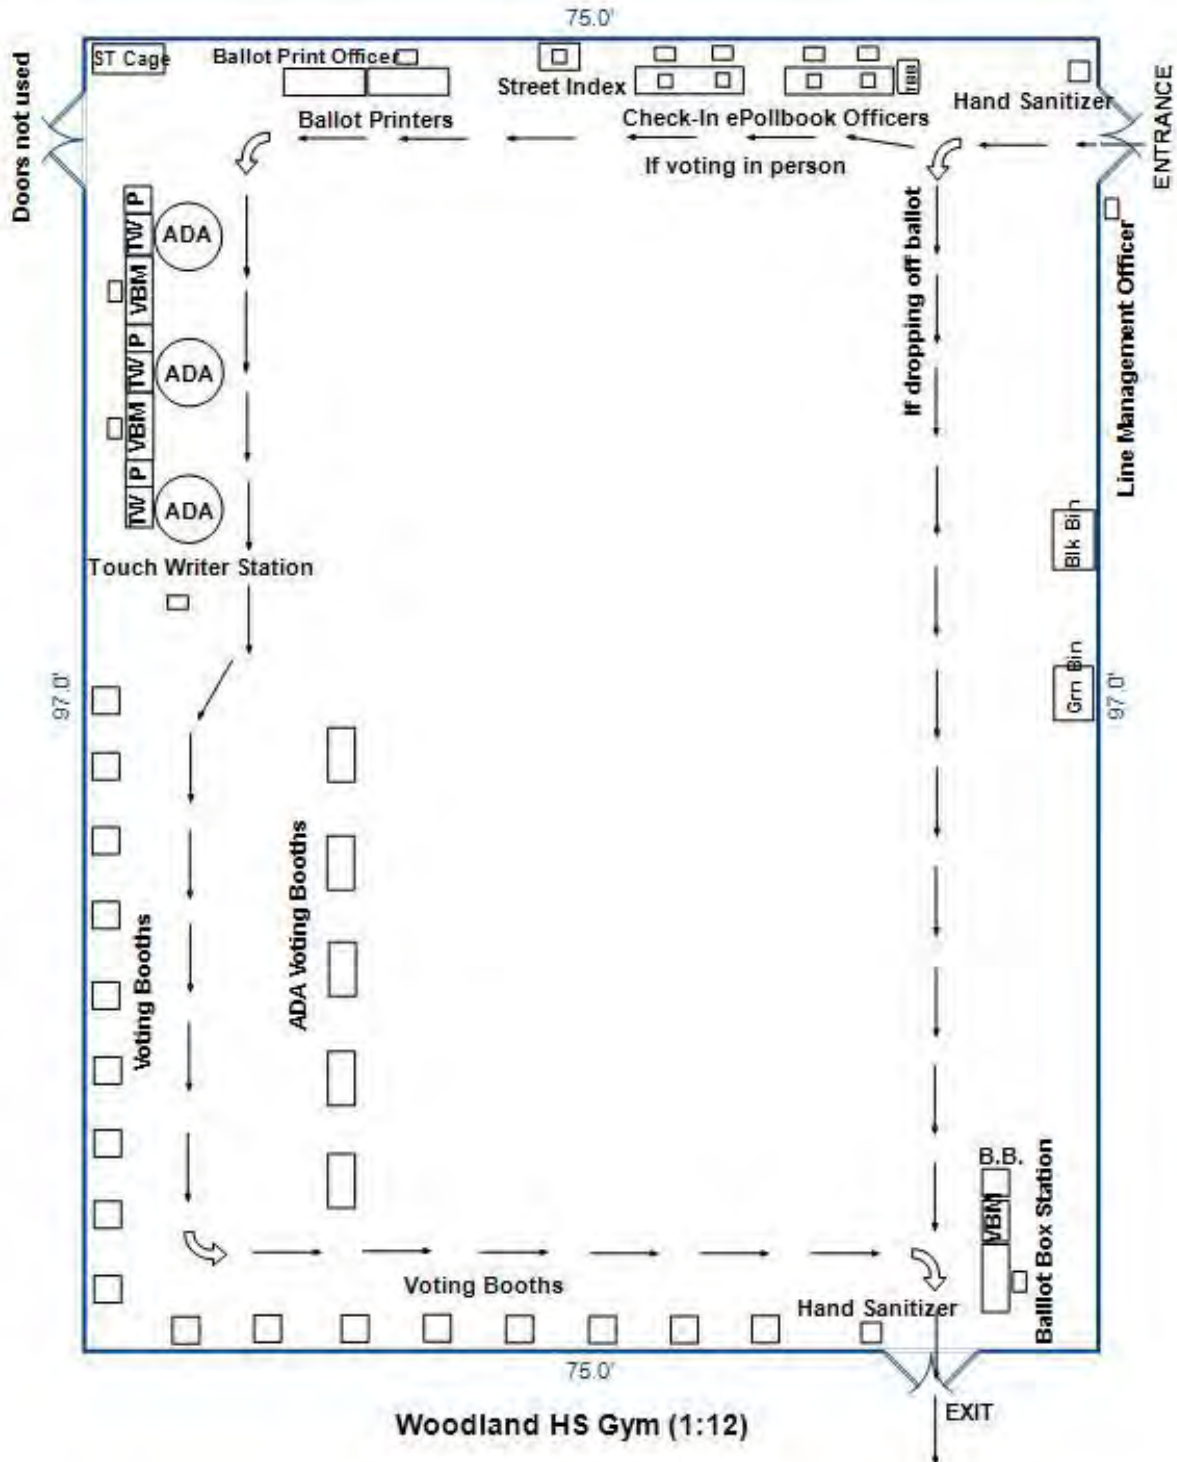 75.0'
ST Cage
Ballot Print Officer
Street Index
Ballot Printers
Check-In ePollbook Officers
Hand Sanitizer
If voting in person
ENTRANCE
Doors not used
P
TW
ADA
VBM
P
TW
ADA
VBM
P
TW
ADA
Touch Writer Station
If dropping off ballot
Line Management Officer
Blk Bin
Grn Bin
97.0'
97.0'
Voting Booths
ADA Voting Booths
B.B.
VBM
Balllot Box Station
Voting Booths
Hand Sanitizer
75.0'
EXIT
Woodland HS Gym (1:12)